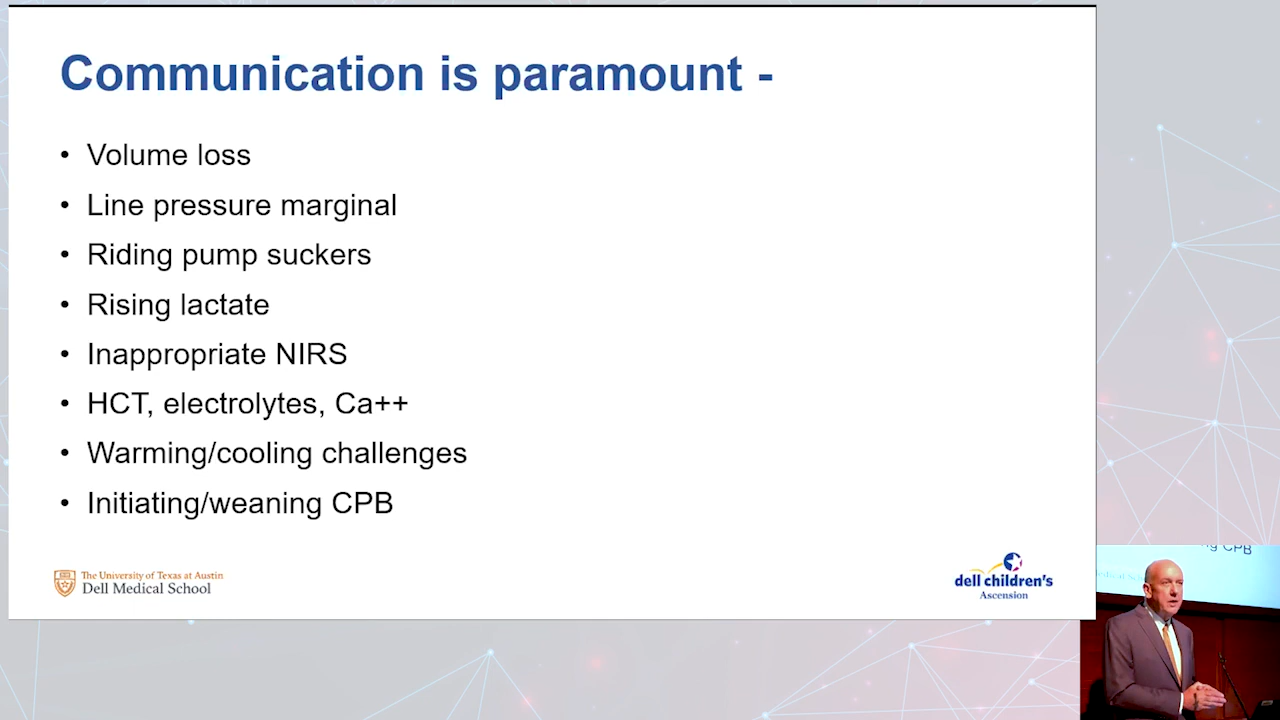 Communication is paramount -
• Volume loss
• Line pressure marginal
• Riding pump suckers
• Rising lactate
• Inappropriate NIRS
• HCT, electrolytes, Ca++
• Warming/cooling challenges
• Initiating/weaning CPB
The University of Texas at Austin
Dell Medical School
dell children's
Ascension
CPB